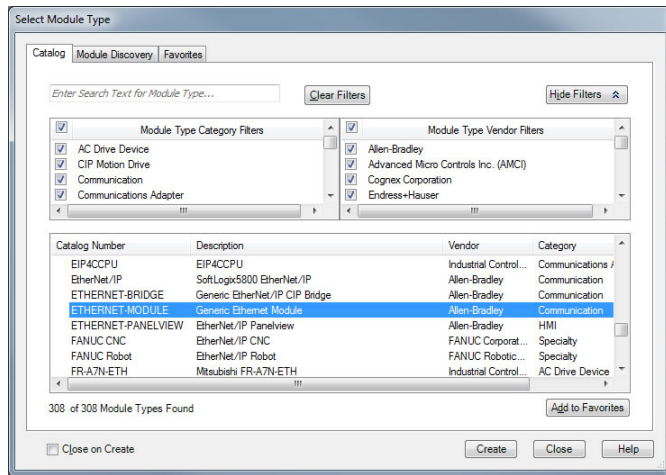 Select Module Type
Catalog Module Discovery Favorites
Enter Search Text for Module Type...
Clear Filters
Hide Filters
Module Type Category Filters
AC Drive Device
CIP Motion Drive
Communication
Communications Adapter
Module Type Vendor Filters
Allen-Bradley
Advanced Micro Controls Inc. (AMCI)
Cognex Corporation
Endress+Hauser
Catalog Number Description Vendor Category
EIP4CCPU EIP4CCPU Industrial Control... Communications A
EtherNet/IP SoftLogix5800 EtherNet/IP Allen-Bradley Communication
ETHERNET-BRIDGE Generic EtherNet/IP CIP Bridge Allen-Bradley Communication
ETHERNET-MODULE Generic Ethernet Module Allen-Bradley Communication
ETHERNET-PANELVIEW EtherNet/IP Panelview Allen-Bradley HMI
FANUC CNC EtherNet/IP CNC FANUC Corporat... Specialty
FANUC Robot EtherNet/IP Robot FANUC Robotic... Specialty
FR-A7N-ETH Mitsubishi FR-A7N-ETH Industrial Control... AC Drive Device
308 of 308 Module Types Found
Add to Favorites
Close on Create
Create
Close
Help